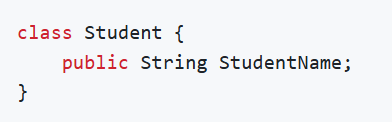 class Student {
    public String StudentName;
}